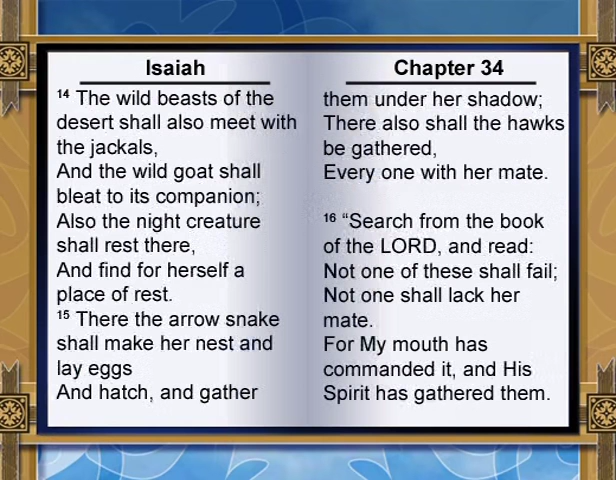 Isaiah
¹⁴ The wild beasts of the
desert shall also meet with
the jackals,
And the wild goat shall
bleat to its companion;
Also the night creature
shall rest there,
And find for herself a
place of rest.
¹⁵ There the arrow snake
shall make her nest and
lay eggs
And hatch, and gather
Chapter 34
them under her shadow;
There also shall the hawks
be gathered,
Every one with her mate.
¹⁶ “Search from the book
of the LORD, and read:
Not one of these shall fail;
Not one shall lack her
mate.
For My mouth has
commanded it, and His
Spirit has gathered them.